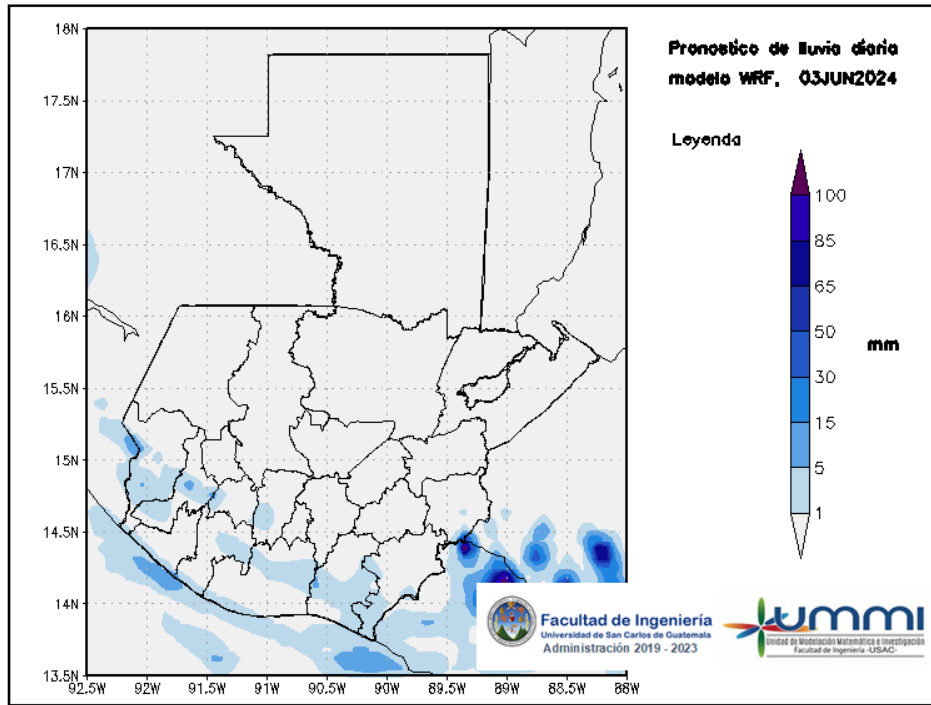 Pronostico de lluvia diaria
modelo WRF, 03JUN2024
Leyenda
100
85
65
50
30
15
5
1
mm
18N
17.5N
17N
16.5N
16N
15.5N
15N
14.5N
14N
13.5N
92.5W
92W
91.5W
91W
90.5W
90W
89.5W
89W
88.5W
88W
Facultad de Ingeniería
Universidad de San Carlos de Guatemala
Administración 2019 - 2023
ummi
Unidad de Modelación Matemática e Investigación
Facultad de Ingeniería -USAC-